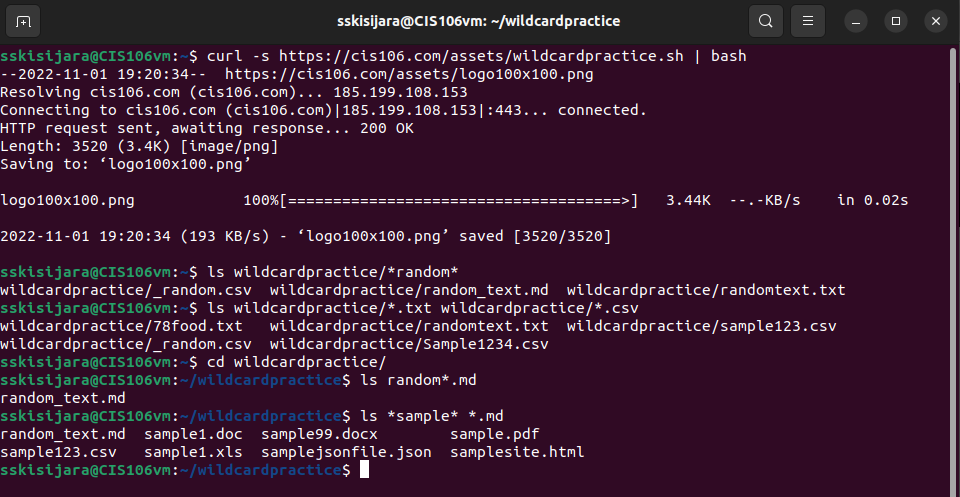 sskisijara@CIS106vm: ~/wildcardpractice
sskisijara@CIS106vm:~$ curl -s https://cis106.com/assets/wildcardpractice.sh | bash
--2022-11-01 19:20:34--  https://cis106.com/assets/logo100x100.png
Resolving cis106.com (cis106.com)... 185.199.108.153
Connecting to cis106.com (cis106.com)|185.199.108.153|:443... connected.
HTTP request sent, awaiting response... 200 OK
Length: 3520 (3.4K) [image/png]
Saving to: ‘logo100x100.png’
logo100x100.png            100%[=====================================>]   3.44K  --.-KB/s    in 0.02s
2022-11-01 19:20:34 (193 KB/s) - ‘logo100x100.png’ saved [3520/3520]
sskisijara@CIS106vm:~$ ls wildcardpractice/*random*
wildcardpractice/_random.csv  wildcardpractice/random_text.md  wildcardpractice/randomtext.txt
sskisijara@CIS106vm:~$ ls wildcardpractice/*.txt wildcardpractice/*.csv
wildcardpractice/78food.txt   wildcardpractice/randomtext.txt  wildcardpractice/sample123.csv
wildcardpractice/_random.csv  wildcardpractice/Sample1234.csv
sskisijara@CIS106vm:~$ cd wildcardpractice/
sskisijara@CIS106vm:~/wildcardpractice$ ls random*.md
random_text.md
sskisijara@CIS106vm:~/wildcardpractice$ ls *sample* *.md
random_text.md  sample1.doc  sample99.docx        sample.pdf
sample123.csv   sample1.xls  samplejsonfile.json  samplesite.html
sskisijara@CIS106vm:~/wildcardpractice$